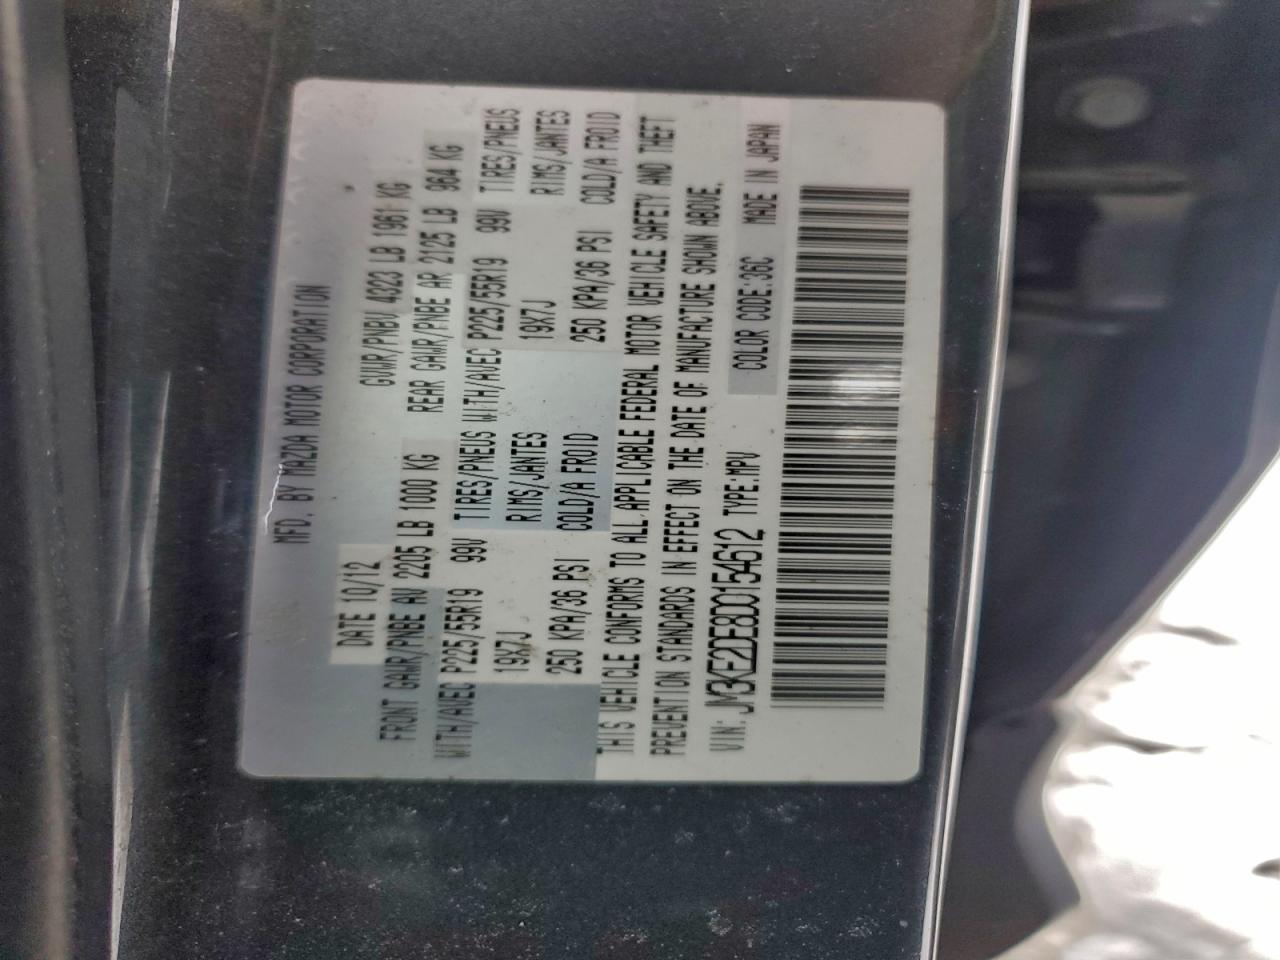 MFD. BY MAZDA MOTOR CORPORATION
DATE 10/12 GVWR/PNBV 4323 LB 1961 KG
FRONT GAWR/PNBE AV 2205 LB 1000 KG REAR GAWR/PNBE AR 2125 LB 964 KG
WITH/AVEC P225/55R19 99V TIRES/PNEUS WITH/AVEC P225/55R19 99V TIRES/PNEUS
19X7J RIMS/JANTES 19X7J RIMS/JANTES
250 KPA/36 PSI COLD/A FROID 250 KPA/36 PSI COLD/A FROID
THIS VEHICLE CONFORMS TO ALL APPLICABLE FEDERAL MOTOR VEHICLE SAFETY AND THEFT
PREVENTION STANDARDS IN EFFECT ON THE DATE OF MANUFACTURE SHOWN ABOVE.
VIN: JM3KE2DE8D0154612 TYPE:MPV COLOR CODE:36C MADE IN JAPAN